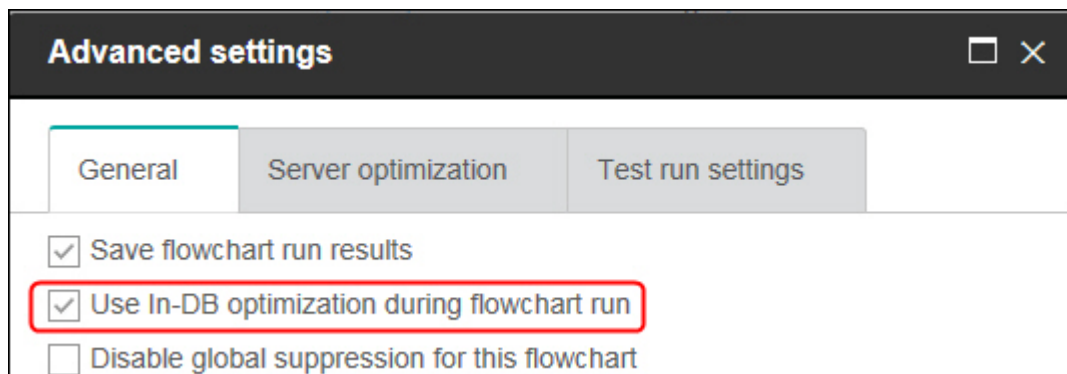 Advanced settings
General Server optimization Test run settings
Save flowchart run results
Use In-DB optimization during flowchart run
Disable global suppression for this flowchart